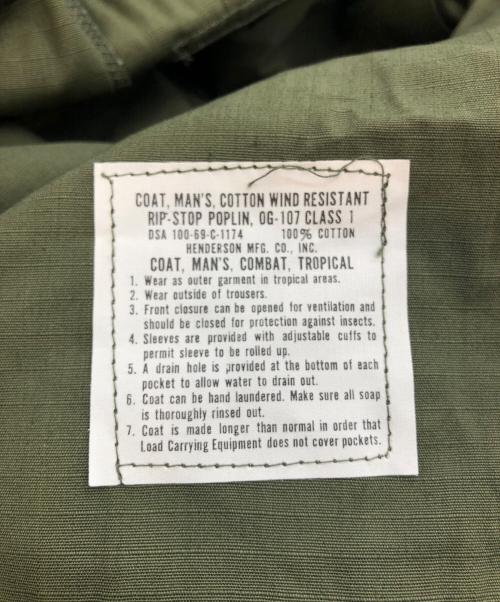 COAT, MAN'S, COTTON WIND RESISTANT
RIP-STOP POPLIN, OG-107 CLASS 1
DSA 100-69-C-1174 100% COTTON
HENDERSON MFG. CO., INC.
COAT, MAN'S, COMBAT, TROPICAL
1. Wear as outer garment in tropical areas.
2. Wear outside of trousers.
3. Front closure can be opened for ventilation and
should be closed for protection against insects.
4. Sleeves are provided with adjustable cuffs to
permit sleeve to be rolled up.
5. A drain hole is provided at the bottom of each
pocket to allow water to drain out.
6. Coat can be hand laundered. Make sure all soap
is thoroughly rinsed out.
7. Coat is made longer than normal in order that
Load Carrying Equipment does not cover pockets.